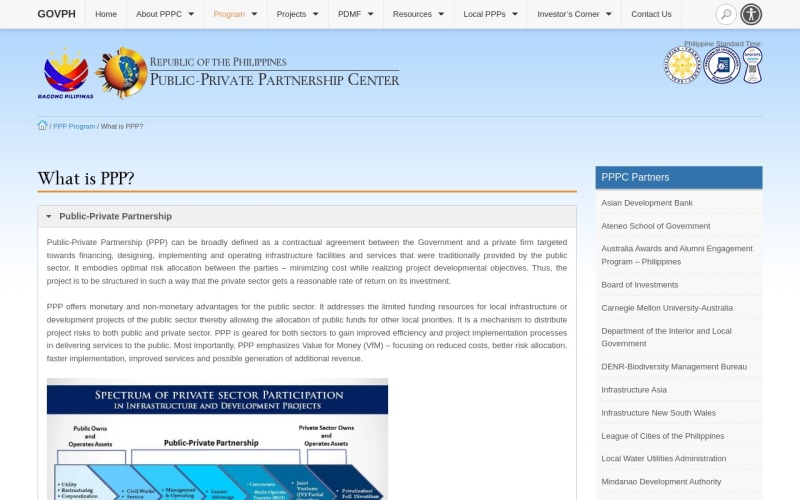 GOVPH Home About PPPC Program Projects PDMF Resources Local PPPs Investor's Corner Contact Us
Philippine Standard Time:
BAGONG PILIPINAS
REPUBLIC OF THE PHILIPPINES
PUBLIC-PRIVATE PARTNERSHIP CENTER
/ PPP Program / What is PPP?
What is PPP?
Public-Private Partnership
Public-Private Partnership (PPP) can be broadly defined as a contractual agreement between the Government and a private firm targeted
towards financing, designing, implementing and operating infrastructure facilities and services that were traditionally provided by the public
sector. It embodies optimal risk allocation between the parties – minimizing cost while realizing project developmental objectives. Thus, the
project is to be structured in such a way that the private sector gets a reasonable rate of return on its investment.
PPP offers monetary and non-monetary advantages for the public sector. It addresses the limited funding resources for local infrastructure or
development projects of the public sector thereby allowing the allocation of public funds for other local priorities. It is a mechanism to distribute
project risks to both public and private sector. PPP is geared for both sectors to gain improved efficiency and project implementation processes
in delivering services to the public. Most importantly, PPP emphasizes Value for Money (VfM) – focusing on reduced costs, better risk allocation,
faster implementation, improved services and possible generation of additional revenue.
SPECTRUM OF PRIVATE SECTOR PARTICIPATION
IN INFRASTRUCTURE AND DEVELOPMENT PROJECTS
Public Owns
and
Operates Assets
Public-Private Partnership
Private Sector Owns
and
Operates Assets
• Utility
Restructuring
Corporatization
• Civil Works
Service
• Management
& Operating
• Leases/
• Concessions
• Build-Operate-
Transfer (BOT)
• Joint
Ventures
(JV)/Partial
• Privatization/
Full Divestiture
PPPC Partners
Asian Development Bank
Ateneo School of Government
Australia Awards and Alumni Engagement
Program – Philippines
Board of Investments
Carnegie Mellon University-Australia
Department of the Interior and Local
Government
DENR-Biodiversity Management Bureau
Infrastructure Asia
Infrastructure New South Wales
League of Cities of the Philippines
Local Water Utilities Administration
Mindanao Development Authority